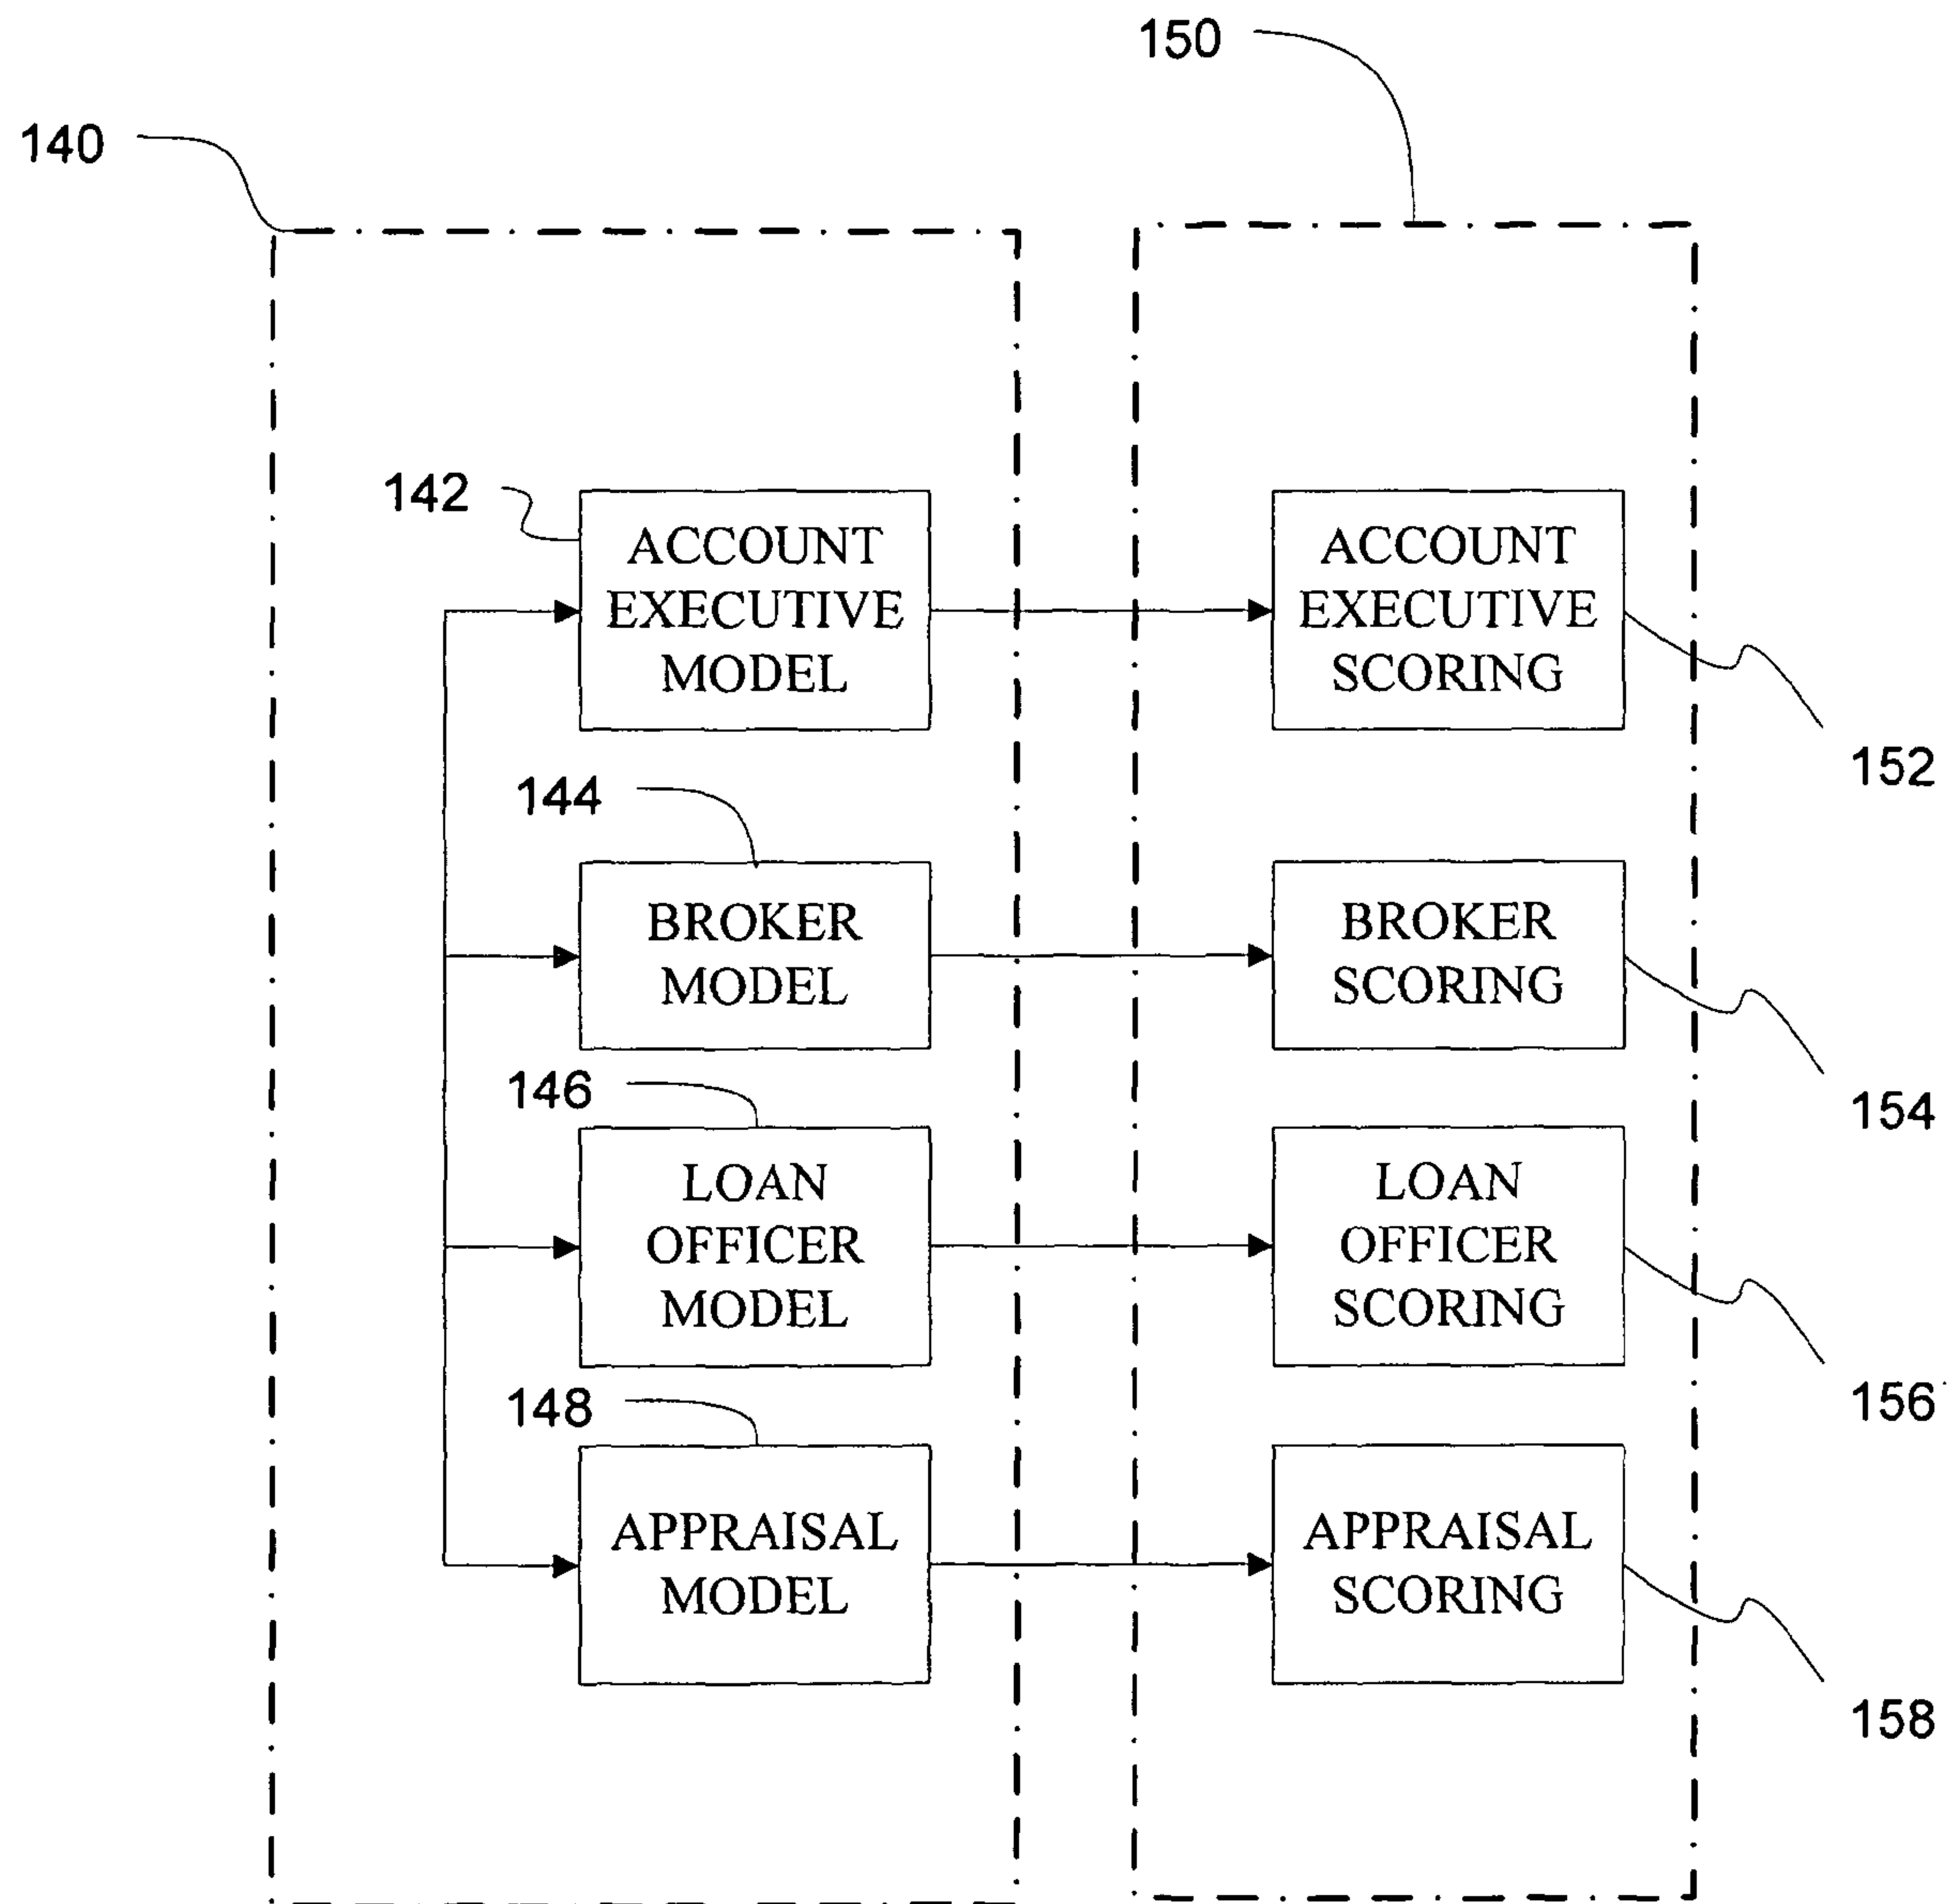 150
140
142
ACCOUNT
EXECUTIVE
MODEL
ACCOUNT
EXECUTIVE
SCORING
152
144
BROKER
MODEL
BROKER
SCORING
154
146
LOAN
OFFICER
MODEL
LOAN
OFFICER
SCORING
156
148
APPRAISAL
MODEL
APPRAISAL
SCORING
158